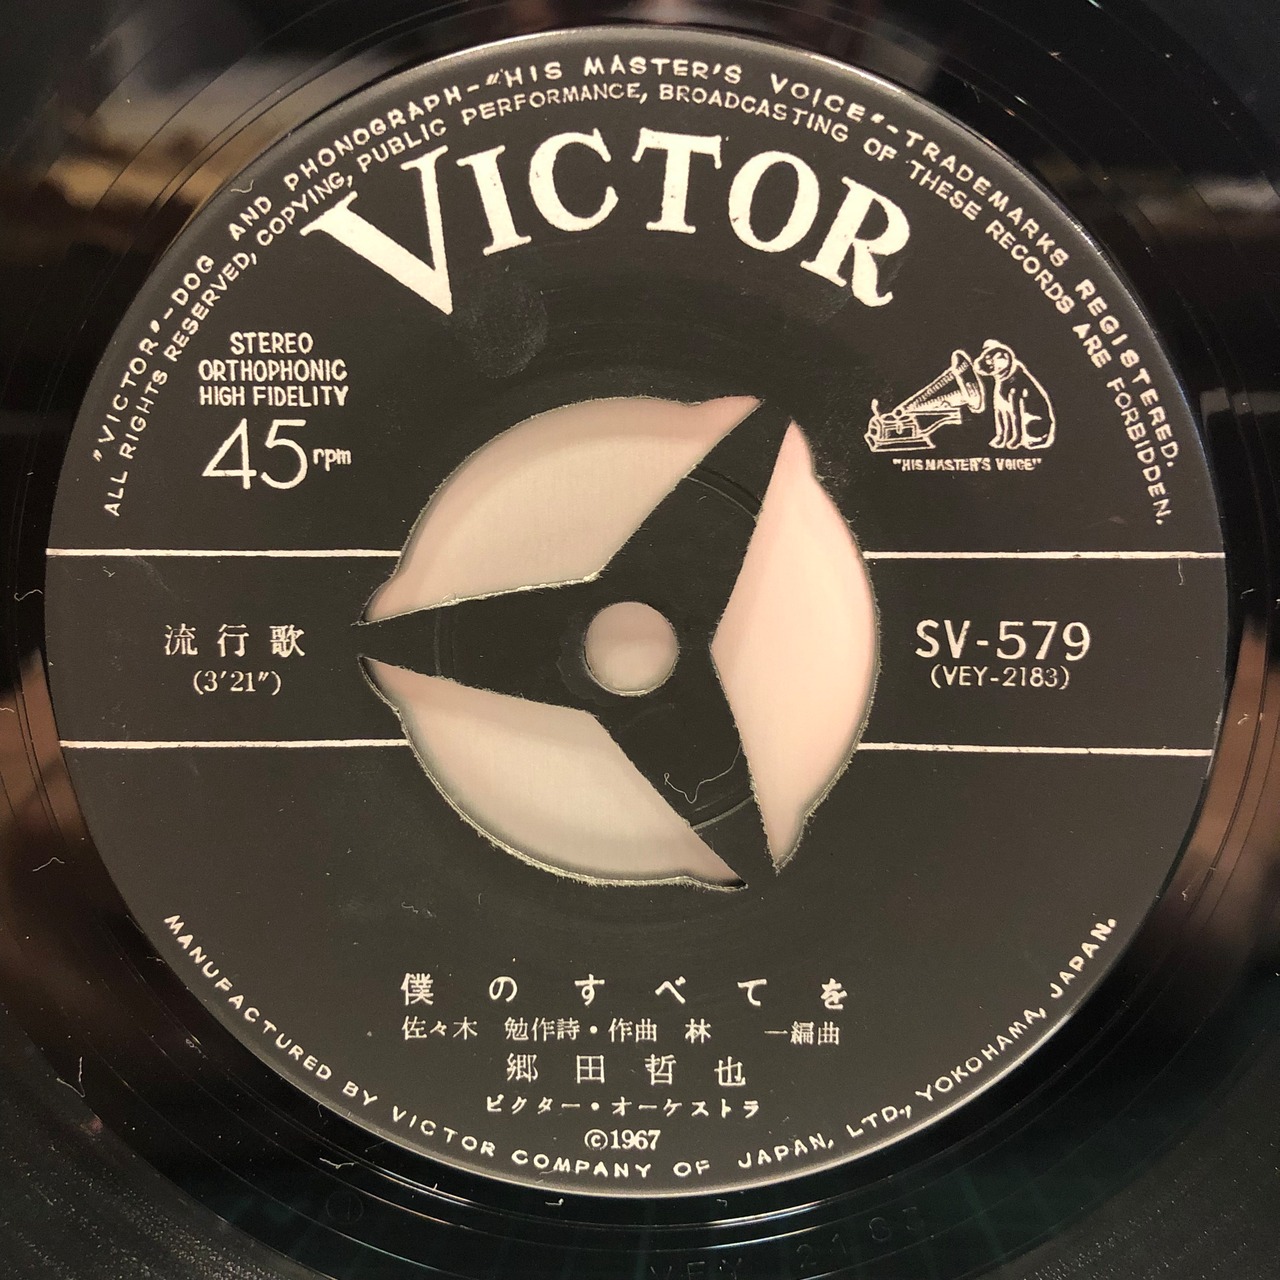 "VICTOR"-DOG AND PHONOGRAPH-"HIS MASTER'S VOICE"-TRADEMARKS REGISTERED.
ALL RIGHTS RESERVED, COPYING, PUBLIC PERFORMANCE, BROADCASTING OF THESE RECORDS ARE FORBIDDEN.
VICTOR
STEREO
ORTHOPHONIC
HIGH FIDELITY
45rpm
"HIS MASTER'S VOICE"
流行歌
(3'21")
SV-579
(VEY-2183)
僕のすべてを
佐々木 勉作詩・作曲 林 一編曲
郷田哲也
ビクター・オーケストラ
©1967
MANUFACTURED BY VICTOR COMPANY OF JAPAN, LTD., YOKOHAMA, JAPAN.
VEY 2183